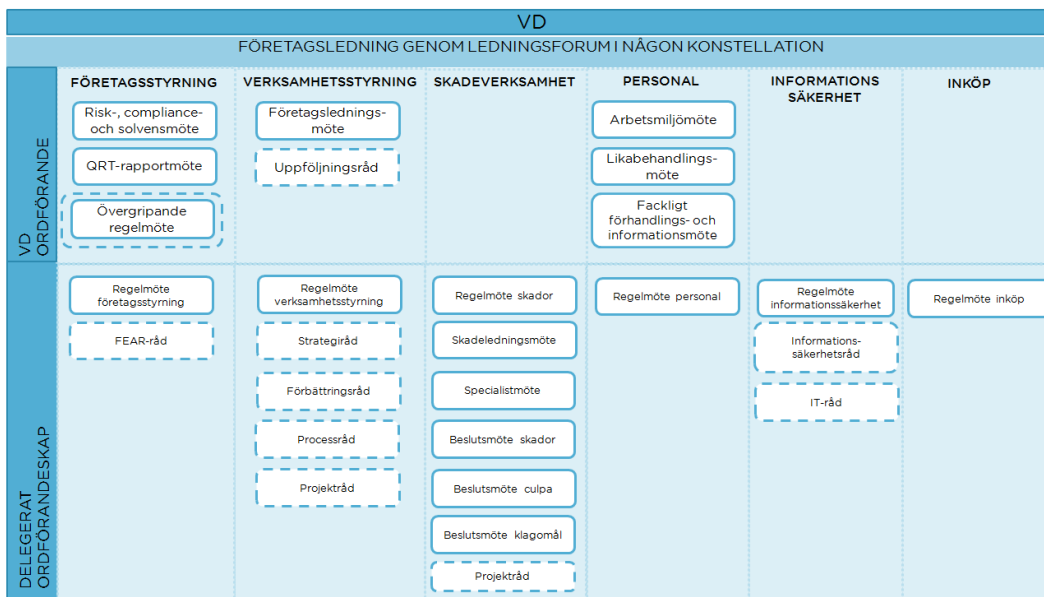 VD
FÖRETAGSLEDNING GENOM LEDNINGSFORUM I NÅGON KONSTELLATION
VD
ORDFÖRANDE
FÖRETAGSSTYRNING
Risk-, compliance-
och solvensmöte
QRT-rapportmöte
Övergripande
regelmöte
VERKSAMHETSSTYRNING
Företagslednings-
möte
Uppföljningsråd
SKADEVERKSAMHET
PERSONAL
Arbetsmiljömöte
Likabehandlings-
möte
Fackligt
förhandlings- och
informationsmöte
INFORMATIONS
SÄKERHET
INKÖP
DELEGERAT
ORDFÖRANDESKAP
Regelmöte
företagsstyrning
FEAR-råd
Regelmöte
verksamhetsstyrning
Strategiråd
Förbättringsråd
Processråd
Projektråd
Regelmöte skador
Skadeledningsmöte
Specialistmöte
Beslutsmöte skador
Beslutsmöte culpa
Beslutsmöte klagomål
Projektråd
Regelmöte personal
Regelmöte
informationssäkerhet
Informations-
säkerhetsråd
IT-råd
Regelmöte inköp